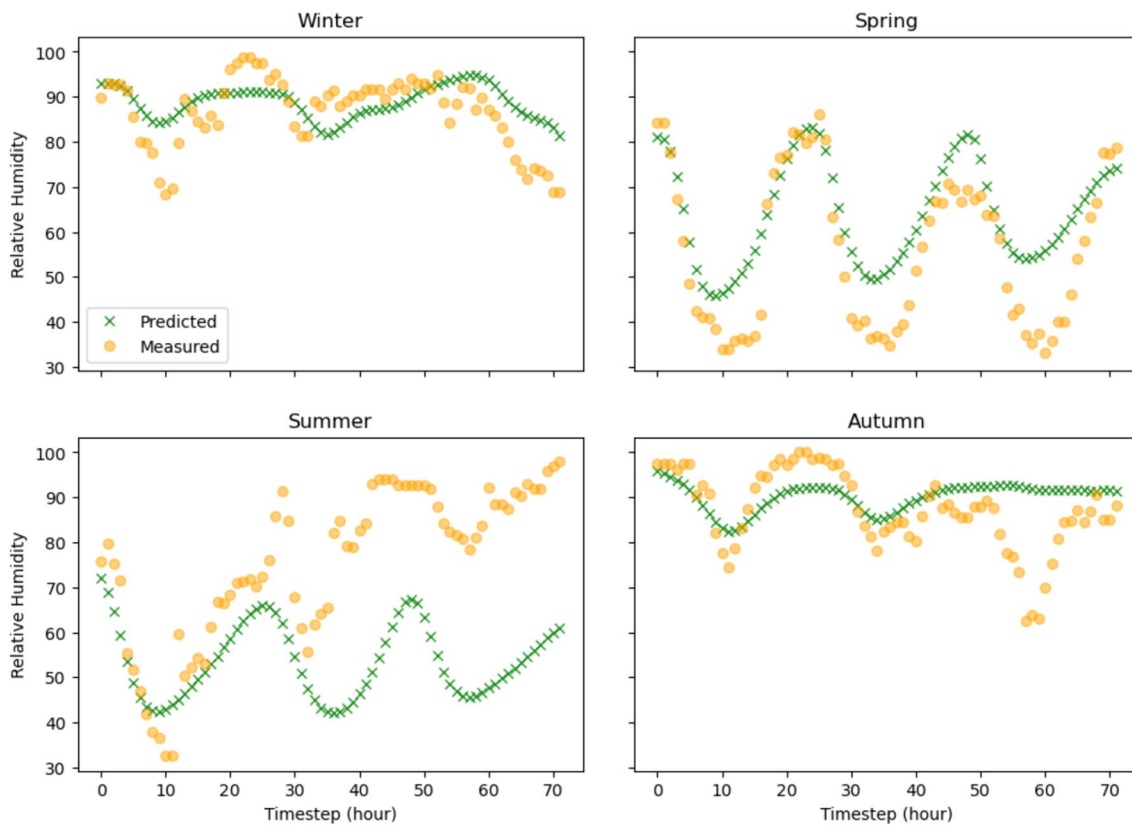 Winter
Spring
Relative Humidity
100
90
80
70
60
50
40
30
Predicted
Measured
Summer
Autumn
Relative Humidity
100
90
80
70
60
50
40
30
0 10 20 30 40 50 60 70
0 10 20 30 40 50 60 70
Timestep (hour)
Timestep (hour)